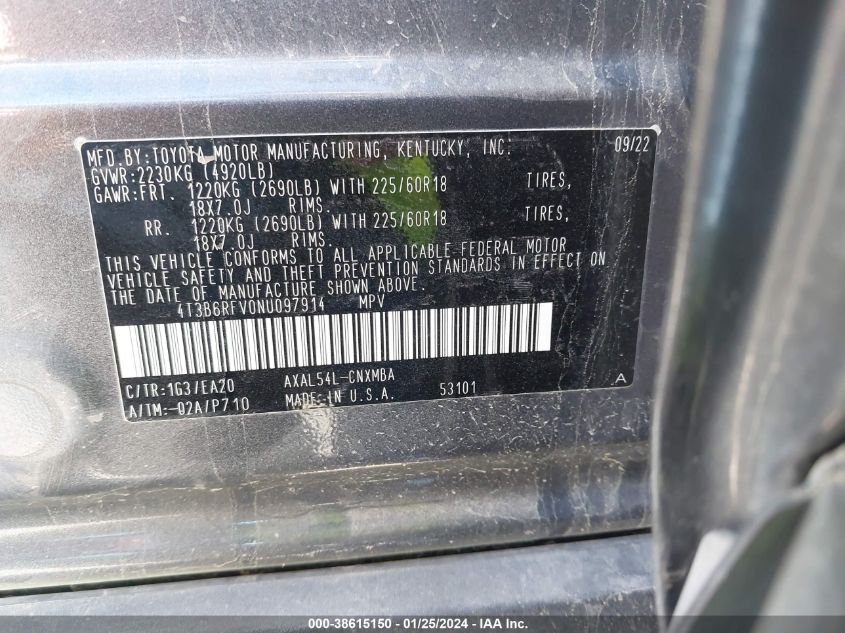 MFD.BY:TOYOTA MOTOR MANUFACTURING, KENTUCKY, INC. 09/22
GVWR:2230KG (4920LB)
GAWR:FRT. 1220KG (2690LB) WITH 225/60R18 TIRES,
18X7.0J RIMS.
RR. 1220KG (2690LB) WITH 225/60R18 TIRES,
18X7.0J RIMS.
THIS VEHICLE CONFORMS TO ALL APPLICABLE FEDERAL MOTOR
VEHICLE SAFETY AND THEFT PREVENTION STANDARDS IN EFFECT ON
THE DATE OF MANUFACTURE SHOWN ABOVE.
4T3B6RFV0NU097914 MPV
C/TR:1G3/EA20 AXAL54L-CNXMBA
A/TM:-02A/P710 MADE IN U.S.A. 53101 A
000-38615150 - 01/25/2024 - IAAI.COM